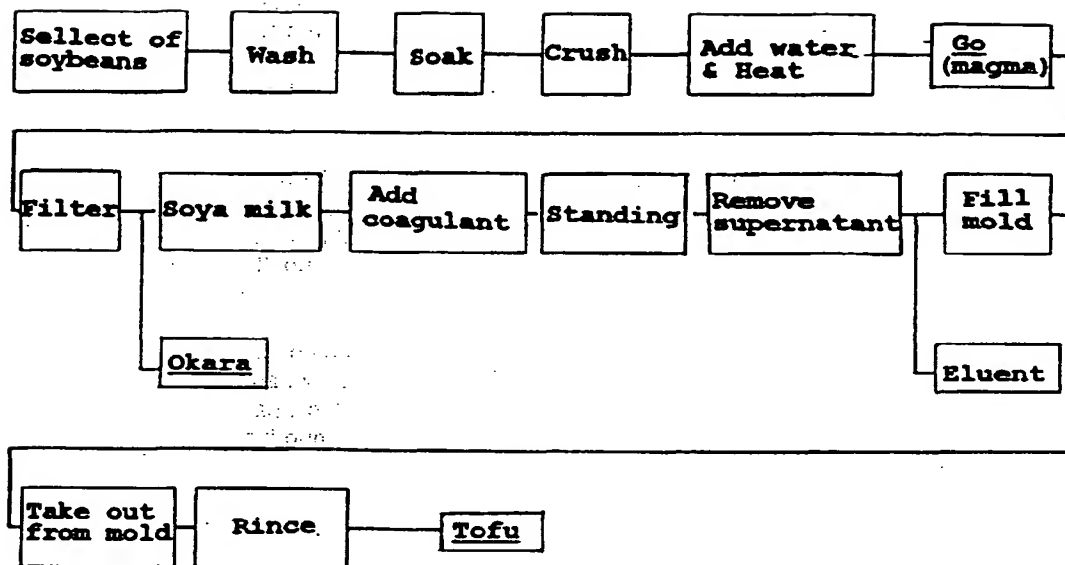 Sellect of
soybeans
Wash
Soak
Crush
Add water
& Heat
Go
(magma)
Filter
Soya milk
Add
coagulant
Standing
Remove
supernatant
Fill
mold
Okara
Eluent
Take out
from mold
Rince
Tofu